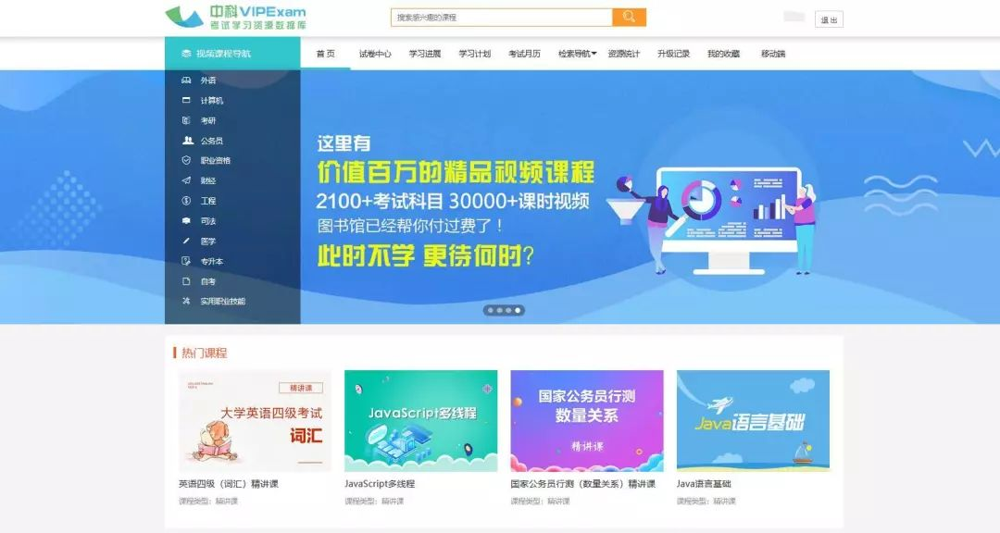 中科VIPExam
考试学习资源数据库
搜索感兴趣的课程
退出
视频课程导航
首页 试卷中心 学习进展 学习计划 考试月历 检索导航 资源统计 升级记录 我的收藏 移动端
外语
计算机
考研
公务员
职业资格
财经
工程
司法
医学
专升本
自考
实用职业技能
这里有
价值百万的精品视频课程
2100+考试科目 30000+课时视频
图书馆已经帮你付过费了！
此时不学 更待何时?
热门课程
精讲课
大学英语四级考试
词汇
英语四级（词汇）精讲课
课程类型：精讲课
JavaScript多线程
JavaScript多线程
课程类型：精讲课
国家公务员行测
数量关系
精讲课
国家公务员行测（数量关系）精讲课
课程类型：精讲课
Java语言基础
Java语言基础
课程类型：精讲课